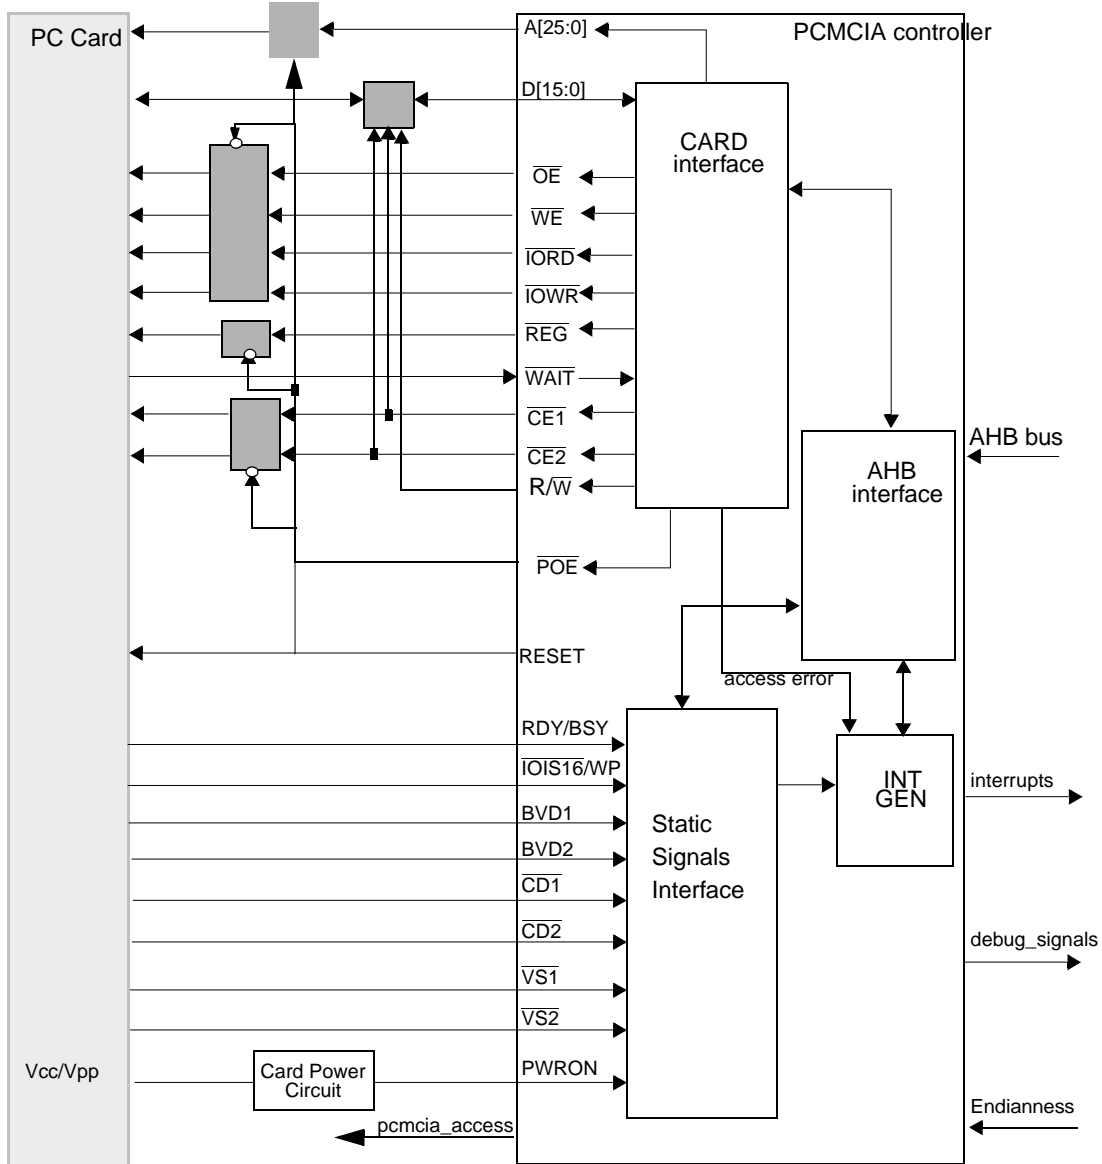 PC Card
A[25:0]
PCMCIA controller
D[15:0]
CARD
interface
OE
WE
IORD
IOWR
REG
WAIT
CE1
CE2
R/W
POE
AHB bus
AHB
interface
RESET
access error
RDY/BSY
IOIS16/WP
BVD1
BVD2
CD1
CD2
VS1
VS2
PWRON
Static
Signals
Interface
INT
GEN
interrupts
debug_signals
Vcc/Vpp
Card Power
Circuit
pcmcia_access
Endianness